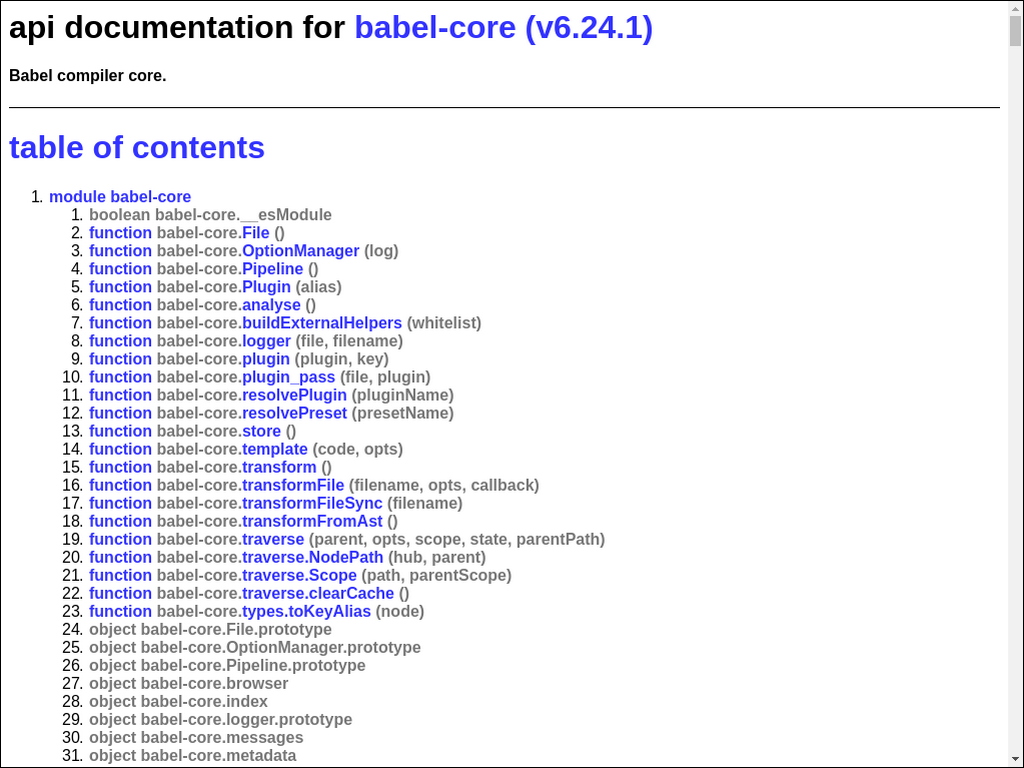 api documentation for babel-core (v6.24.1)
Babel compiler core.
table of contents
1. module babel-core
1. boolean babel-core.__esModule
2. function babel-core.File ()
3. function babel-core.OptionManager (log)
4. function babel-core.Pipeline ()
5. function babel-core.Plugin (alias)
6. function babel-core.analyse ()
7. function babel-core.buildExternalHelpers (whitelist)
8. function babel-core.logger (file, filename)
9. function babel-core.plugin (plugin, key)
10. function babel-core.plugin_pass (file, plugin)
11. function babel-core.resolvePlugin (pluginName)
12. function babel-core.resolvePreset (presetName)
13. function babel-core.store ()
14. function babel-core.template (code, opts)
15. function babel-core.transform ()
16. function babel-core.transformFile (filename, opts, callback)
17. function babel-core.transformFileSync (filename)
18. function babel-core.transformFromAst ()
19. function babel-core.traverse (parent, opts, scope, state, parentPath)
20. function babel-core.traverse.NodePath (hub, parent)
21. function babel-core.traverse.Scope (path, parentScope)
22. function babel-core.traverse.clearCache ()
23. function babel-core.types.toKeyAlias (node)
24. object babel-core.File.prototype
25. object babel-core.OptionManager.prototype
26. object babel-core.Pipeline.prototype
27. object babel-core.browser
28. object babel-core.index
29. object babel-core.logger.prototype
30. object babel-core.messages
31. object babel-core.metadata